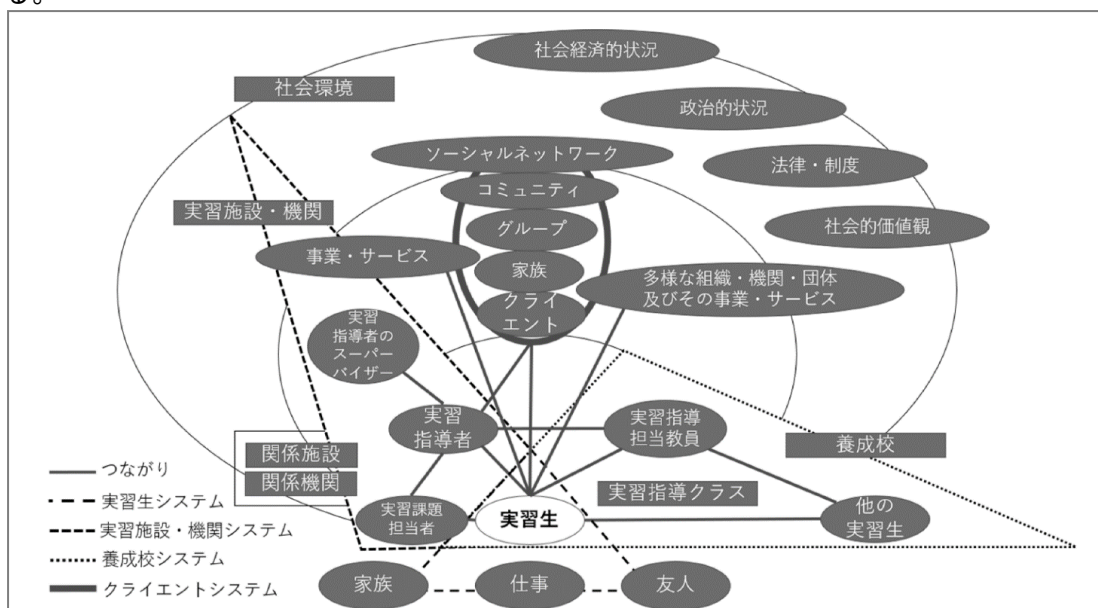 る。
社会経済的状況
社会環境
政治的状況
ソーシャルネットワーク
法律・制度
コミュニティ
実習施設・機関
社会的価値観
グループ
事業・サービス
家族
多様な組織・機関・団体
及びその事業・サービス
クライ
エント
実習
指導者の
スーパー
バイザー
実習
指導者
実習指導
担当教員
養成校
関係施設
関係機関
実習指導クラス
実習課題
担当者
実習生
他の
実習生
つながり
実習生システム
実習施設・機関システム
養成校システム
クライエントシステム
家族
仕事
友人